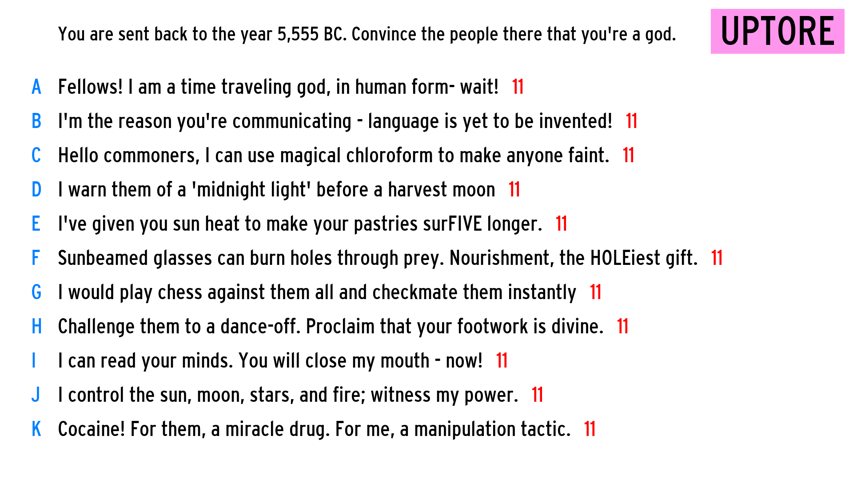 You are sent back to the year 5,555 BC. Convince the people there that you're a god.
UPTORE
A Fellows! I am a time traveling god, in human form- wait! 11
B I'm the reason you're communicating - language is yet to be invented! 11
C Hello commoners, I can use magical chloroform to make anyone faint. 11
D I warn them of a 'midnight light' before a harvest moon 11
E I've given you sun heat to make your pastries surFIVE longer. 11
F Sunbeamed glasses can burn holes through prey. Nourishment, the HOLEiest gift. 11
G I would play chess against them all and checkmate them instantly 11
H Challenge them to a dance-off. Proclaim that your footwork is divine. 11
I I can read your minds. You will close my mouth - now! 11
J I control the sun, moon, stars, and fire; witness my power. 11
K Cocaine! For them, a miracle drug. For me, a manipulation tactic. 11